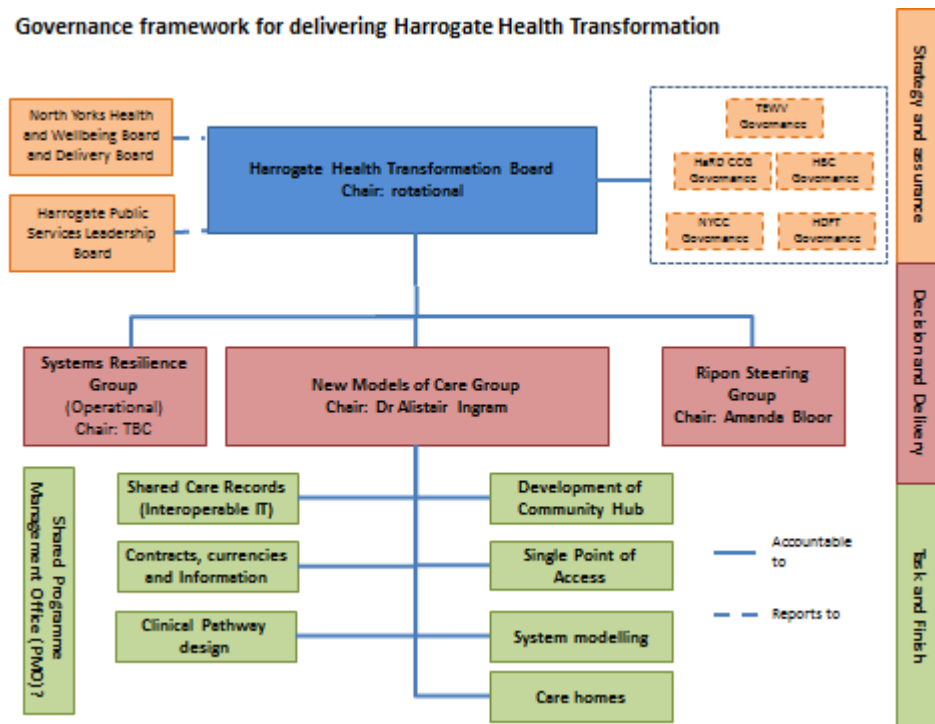 Governance framework for delivering Harrogate Health Transformation
North Yorks Health
and Wellbeing Board
and Delivery Board
Harrogate Public
Services Leadership
Board
Harrogate Health Transformation Board
Chair: rotational
TEWV
Governance
HaRD CCG
Governance
HBC
Governance
NYCC
Governance
HDFT
Governance
Strategy and assurance
Systems Resilience
Group
(Operational)
Chair: TBC
New Models of Care Group
Chair: Dr Alistair Ingram
Ripon Steering
Group
Chair: Amanda Bloor
Decision and Delivery
Shared Programme
Management Office (PMO)?
Shared Care Records
(Interoperable IT)
Development of
Community Hub
Contracts, currencies
and Information
Single Point of
Access
Clinical Pathway
design
System modelling
Care homes
Accountable
to
Reports to
Task and Finish